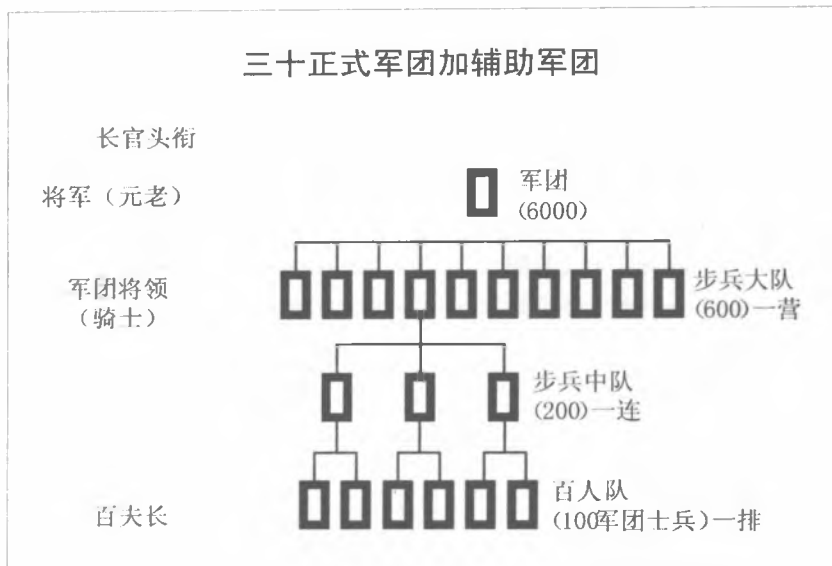 三十正式军团加辅助军团
长官头衔
将军（元老）
军团
(6000)
军团将领
（骑士）
步兵大队
(600)一营
步兵中队
(200)一连
百夫长
百人队
(100军团士兵)一排